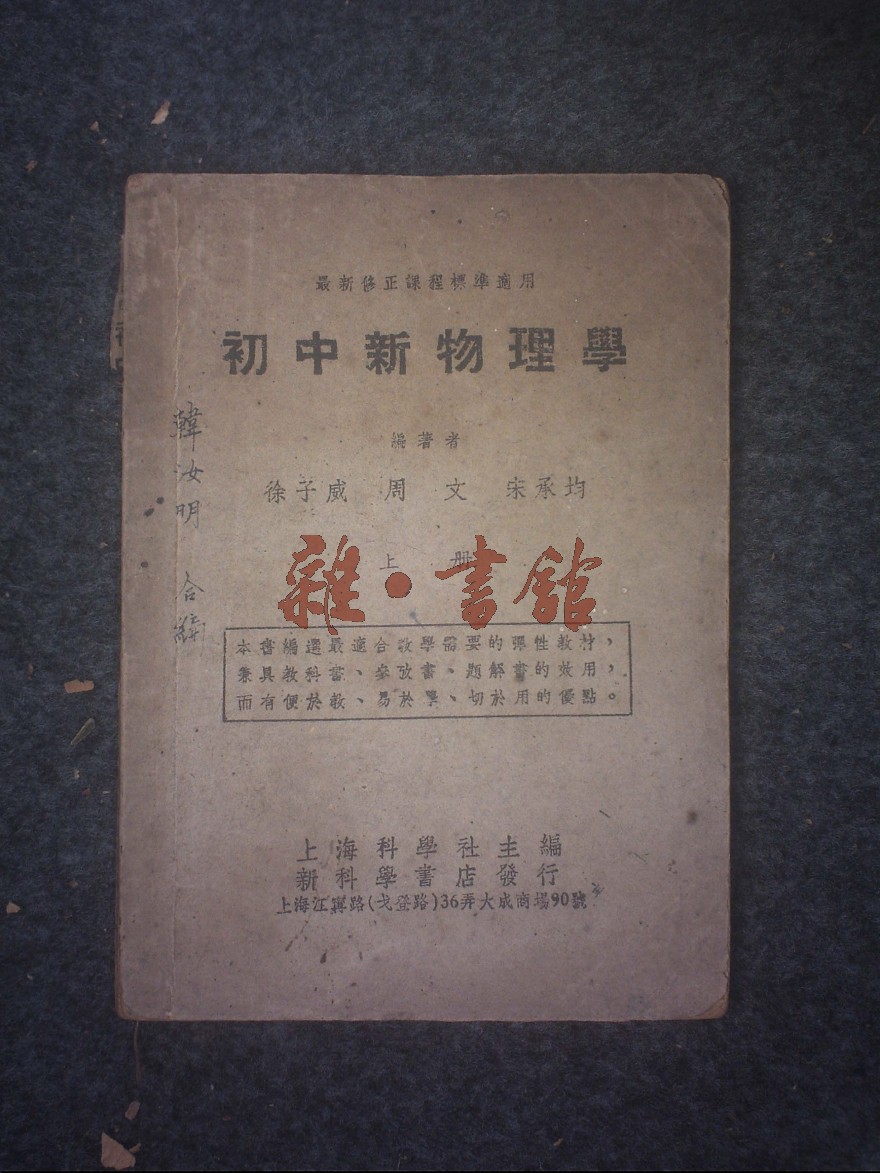 最新修正課程標準適用
初中新物理學
編著者
徐子威 周文 宋承均
上册
雜·書館
本書編選最適合教學需要的彈性教材，
兼具教科書、參攷書、題解書的效用，
而有便於教、易於學、切於用的優點。
上海科學社主編
新科學書店發行
上海江寧路(戈登路)36弄大成商場90號
韓汝明